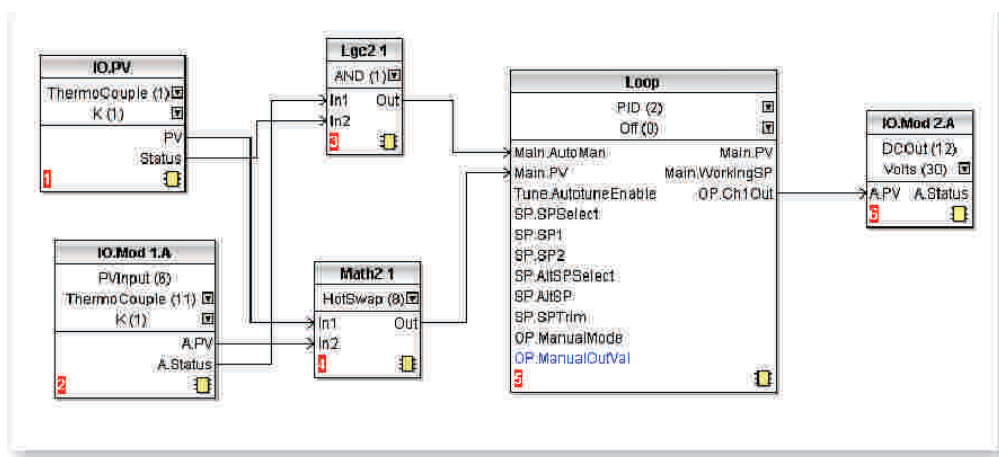 IO.PV
ThermoCouple (1)
K (1)
PV
Status
1
Lgc2 1
AND (1)
In1 Out
In2
3
Loop
PID (2)
Off (0)
Main.AutoMan Main.PV
Main.PV Main.WorkingSP
Tune.AutotuneEnable OP.Ch1Out
SP.SPSelect
SP.SP1
SP.SP2
SP.AltSPSelect
SP.AltSP
SP.SPTrim
OP.ManualMode
OP.ManualOutVal
5
IO.Mod 2.A
DCOut (12)
Volts (30)
A.PV A.Status
6
IO.Mod 1.A
PVInput (6)
ThermoCouple (11)
K (1)
A.PV
A.Status
2
Math2 1
HotSwap (8)
In1 Out
In2
4